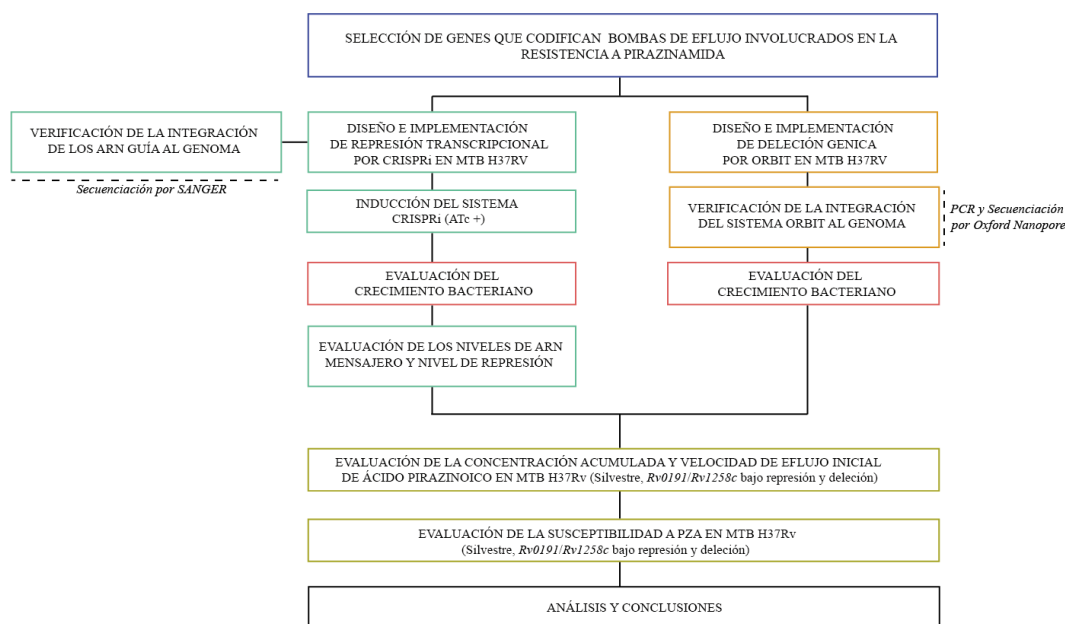 SELECCIÓN DE GENES QUE CODIFICAN BOMBAS DE EFLUJO INVOLUCRADOS EN LA
RESISTENCIA A PIRAZINAMIDA
VERIFICACIÓN DE LA INTEGRACIÓN
DE LOS ARN GUÍA AL GENOMA
Secuenciación por SANGER
DISEÑO E IMPLEMENTACIÓN
DE REPRESIÓN TRANSCRIPCIONAL
POR CRISPRi EN MTB H37RV
DISEÑO E IMPLEMENTACIÓN
DE DELECIÓN GENICA
POR ORBIT EN MTB H37RV
INDUCCIÓN DEL SISTEMA
CRISPRi (ATc +)
VERIFICACIÓN DE LA INTEGRACIÓN
DEL SISTEMA ORBIT AL GENOMA
PCR y Secuenciación
por Oxford Nanopore
EVALUACIÓN DEL
CRECIMIENTO BACTERIANO
EVALUACIÓN DEL
CRECIMIENTO BACTERIANO
EVALUACIÓN DE LOS NIVELES DE ARN
MENSAJERO Y NIVEL DE REPRESIÓN
EVALUACIÓN DE LA CONCENTRACIÓN ACUMULADA Y VELOCIDAD DE EFLUJO INICIAL
DE ÁCIDO PIRAZINOICO EN MTB H37Rv (Silvestre, Rv0191/Rv1258c bajo represión y deleción)
EVALUACIÓN DE LA SUSCEPTIBILIDAD A PZA EN MTB H37Rv
(Silvestre, Rv0191/Rv1258c bajo represión y deleción)
ANÁLISIS Y CONCLUSIONES